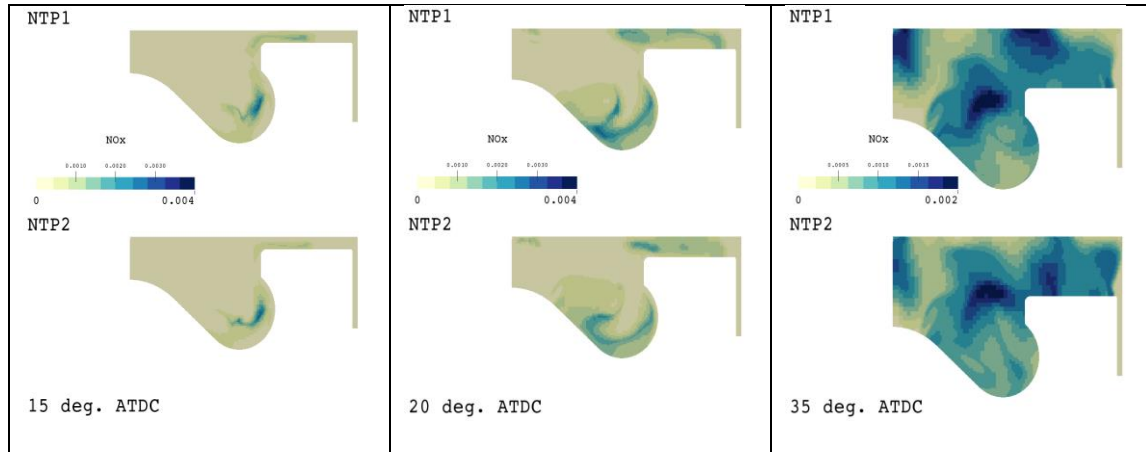 NTP1
NOx
0.0010 0.0020 0.0030
0 0.004
NTP2
15 deg. ATDC
NTP1
NOx
0.0010 0.0020 0.0030
0 0.004
NTP2
20 deg. ATDC
NTP1
NOx
0.0005 0.0010 0.0015
0 0.002
NTP2
35 deg. ATDC